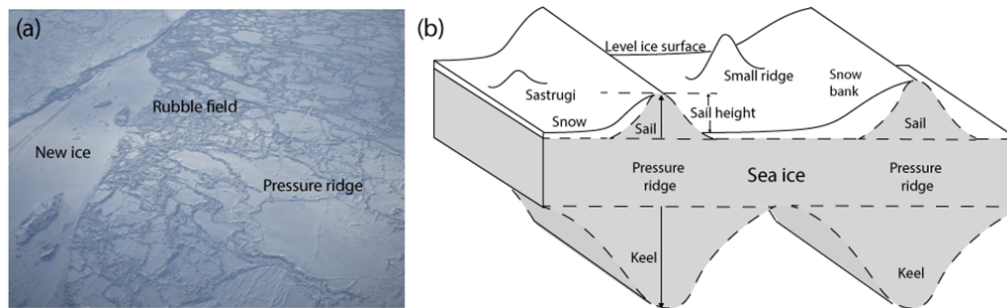 (a)
Rubble field
New ice
Pressure ridge
(b)
Level ice surface
Small ridge
Snow
bank
Sastrugi
Snow
Sail
Sail height
Sail
Pressure
ridge
Sea ice
Pressure
ridge
Keel
Keel